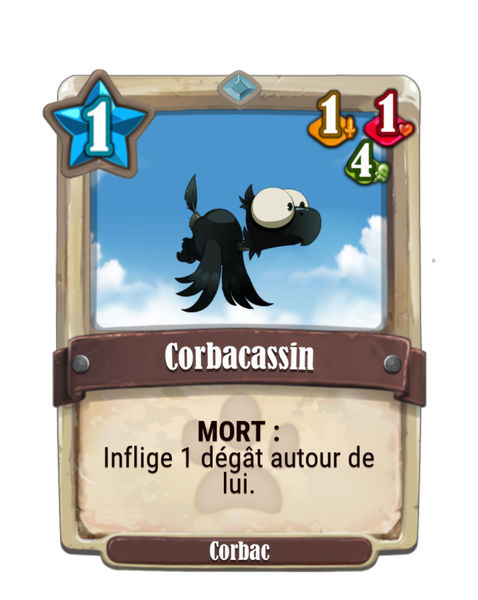 1
1
1
4
Corbacassin
MORT :
Inflige 1 dégât autour de
lui.
Corbac